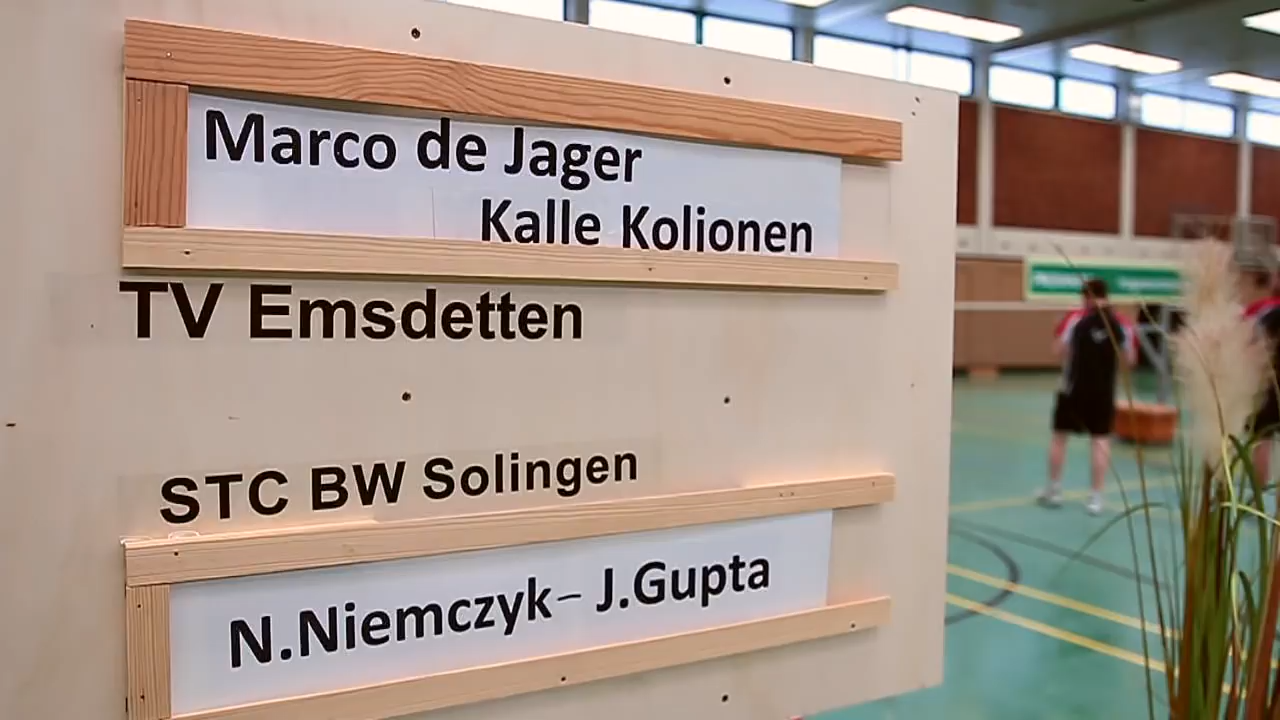 Marco de Jager
Kalle Kolionen
TV Emsdetten
STC BW Solingen
N.Niemczyk– J.Gupta